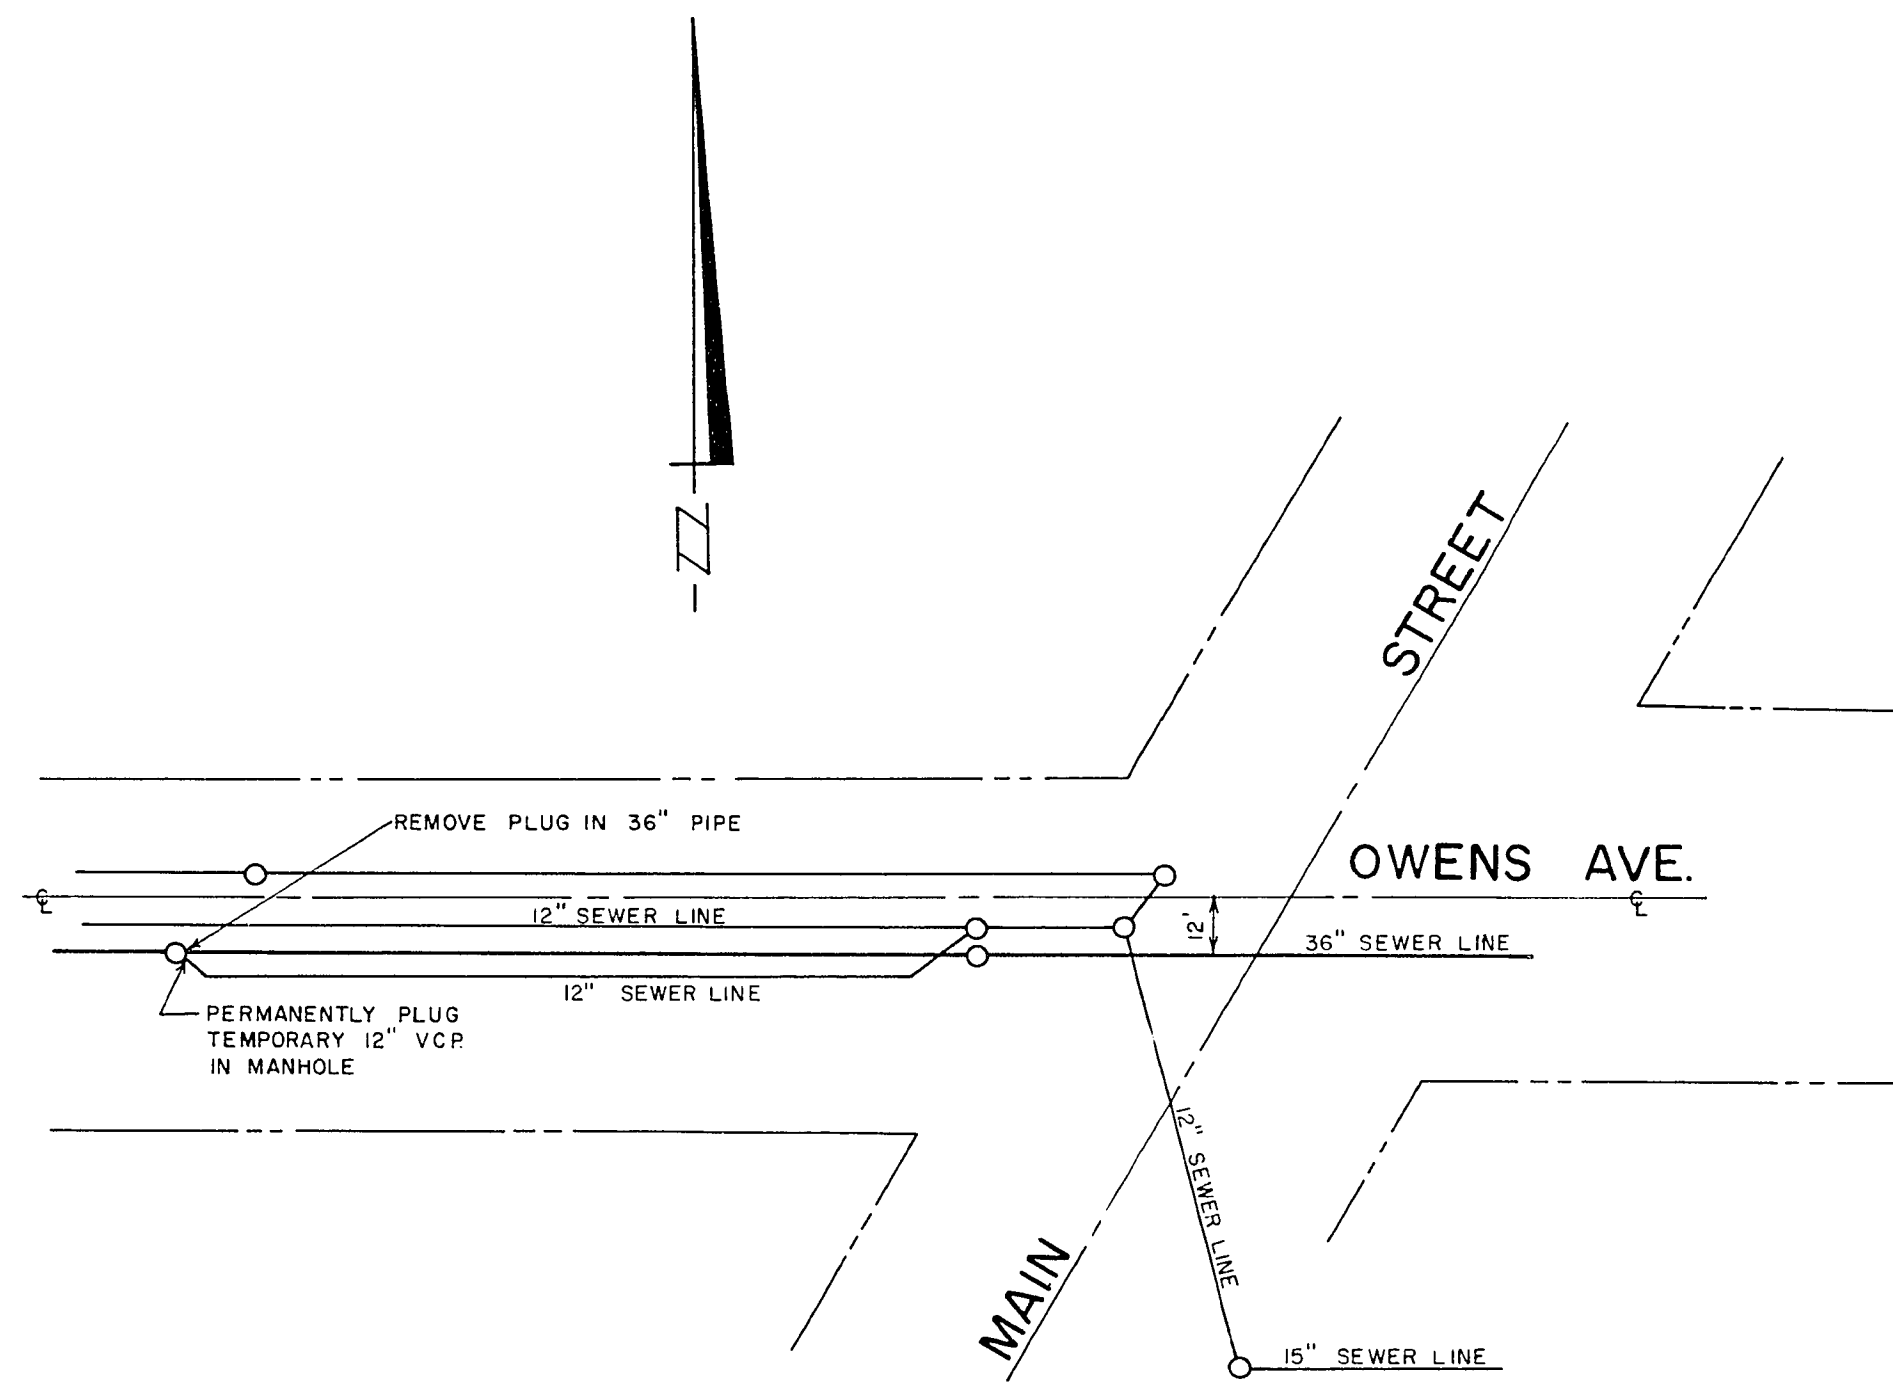 N
STREET
REMOVE PLUG IN 36" PIPE
OWENS AVE.
℄
℄
12" SEWER LINE
12'
36" SEWER LINE
12" SEWER LINE
PERMANENTLY PLUG
TEMPORARY 12" V.C.P.
IN MANHOLE
12" SEWER LINE
MAIN
15" SEWER LINE